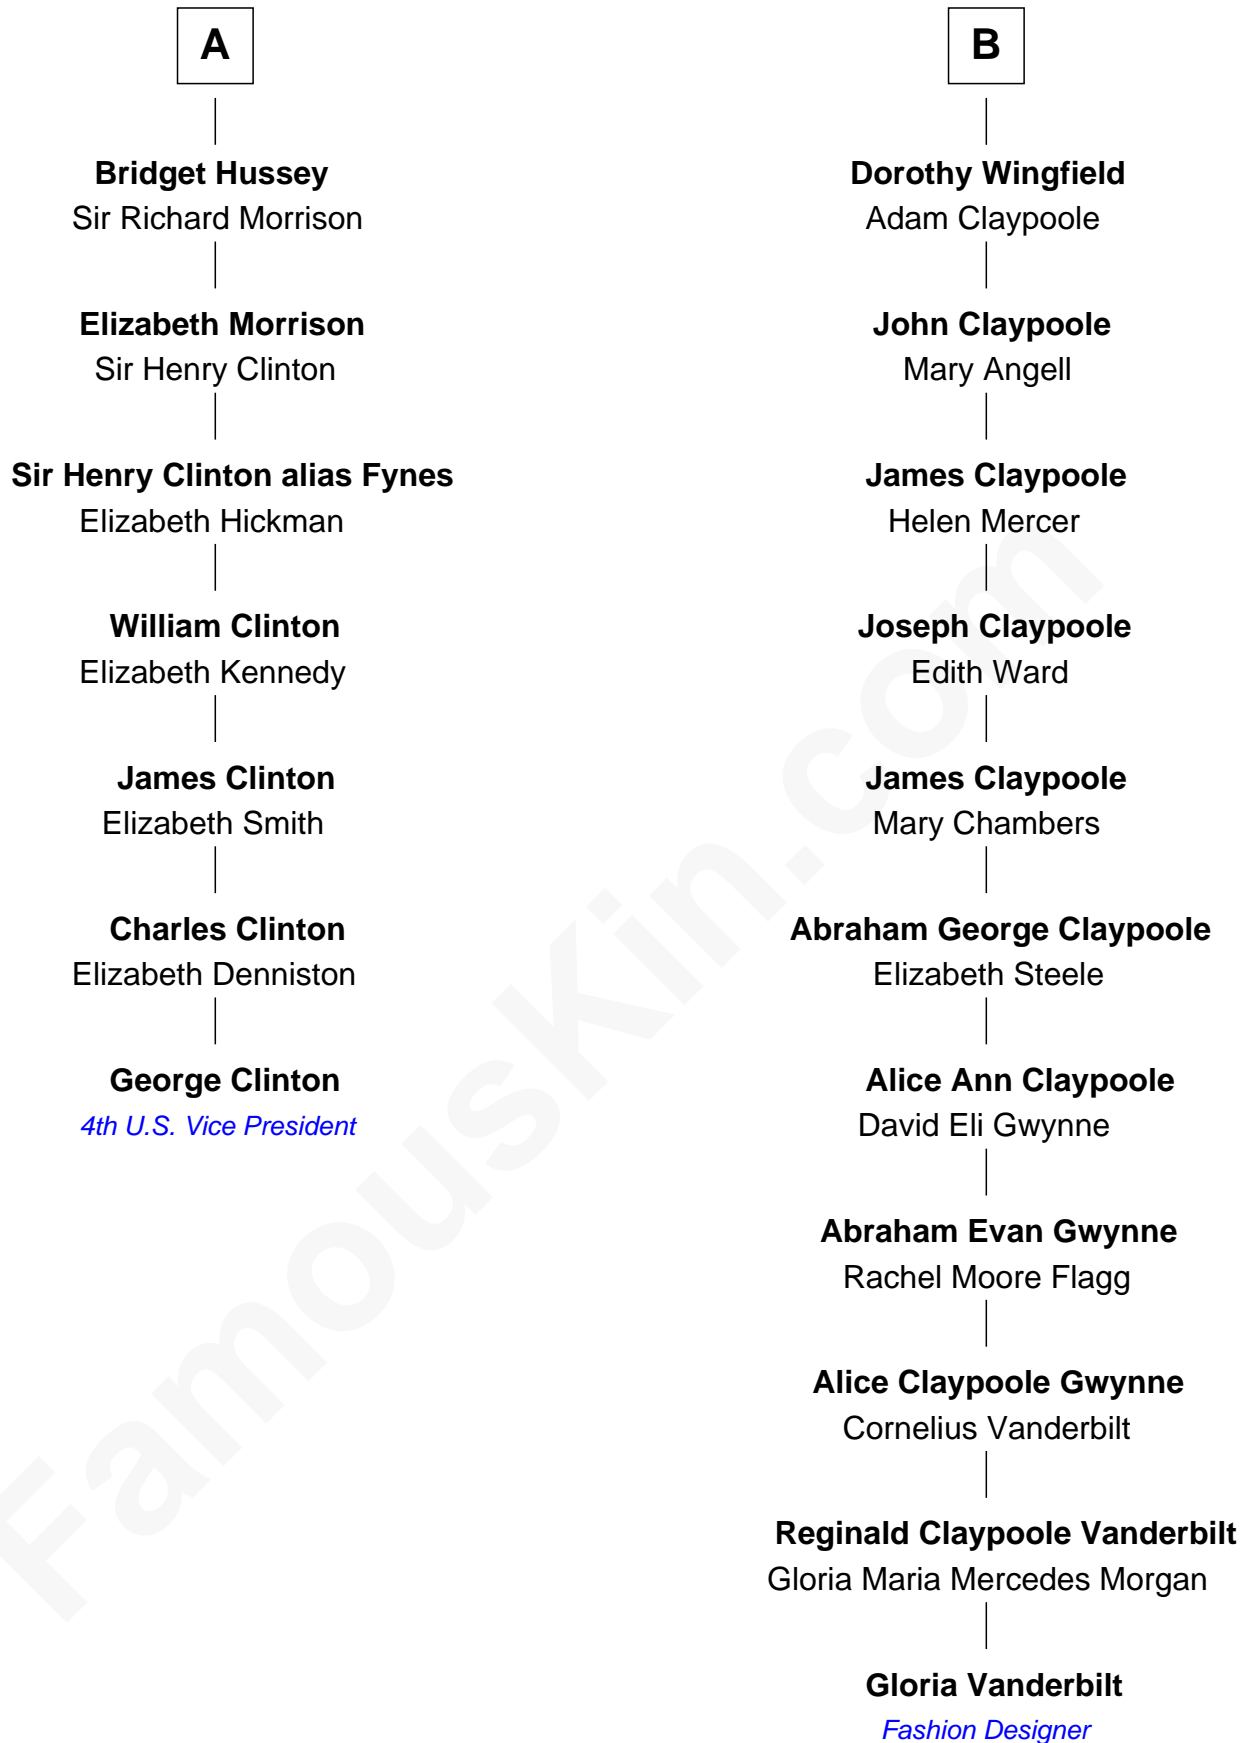 A
Bridget Hussey
Sir Richard Morrison
Elizabeth Morrison
Sir Henry Clinton
Sir Henry Clinton alias Fynes
Elizabeth Hickman
William Clinton
Elizabeth Kennedy
James Clinton
Elizabeth Smith
Charles Clinton
Elizabeth Denniston
George Clinton
4th U.S. Vice President
B
Dorothy Wingfield
Adam Claypoole
John Claypoole
Mary Angell
James Claypoole
Helen Mercer
Joseph Claypoole
Edith Ward
James Claypoole
Mary Chambers
Abraham George Claypoole
Elizabeth Steele
Alice Ann Claypoole
David Eli Gwynne
Abraham Evan Gwynne
Rachel Moore Flagg
Alice Claypoole Gwynne
Cornelius Vanderbilt
Reginald Claypoole Vanderbilt
Gloria Maria Mercedes Morgan
Gloria Vanderbilt
Fashion Designer
FamousKin.com